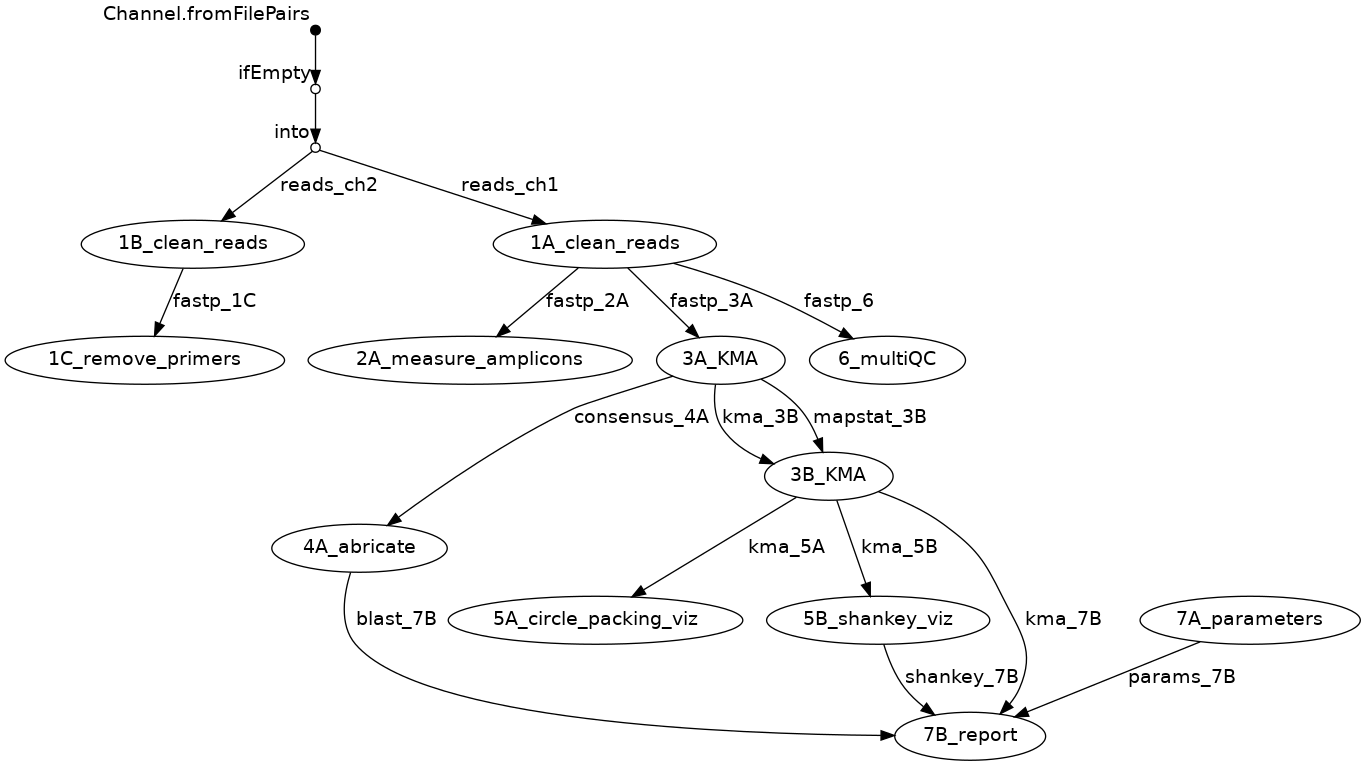 Channel.fromFilePairs
ifEmpty
into
reads_ch2
reads_ch1
1B_clean_reads
1A_clean_reads
fastp_1C
fastp_2A
fastp_3A
fastp_6
1C_remove_primers
2A_measure_amplicons
3A_KMA
6_multiQC
consensus_4A
kma_3B
mapstat_3B
3B_KMA
4A_abricate
kma_5A
kma_5B
blast_7B
5A_circle_packing_viz
5B_shankey_viz
kma_7B
7A_parameters
shankey_7B
params_7B
7B_report